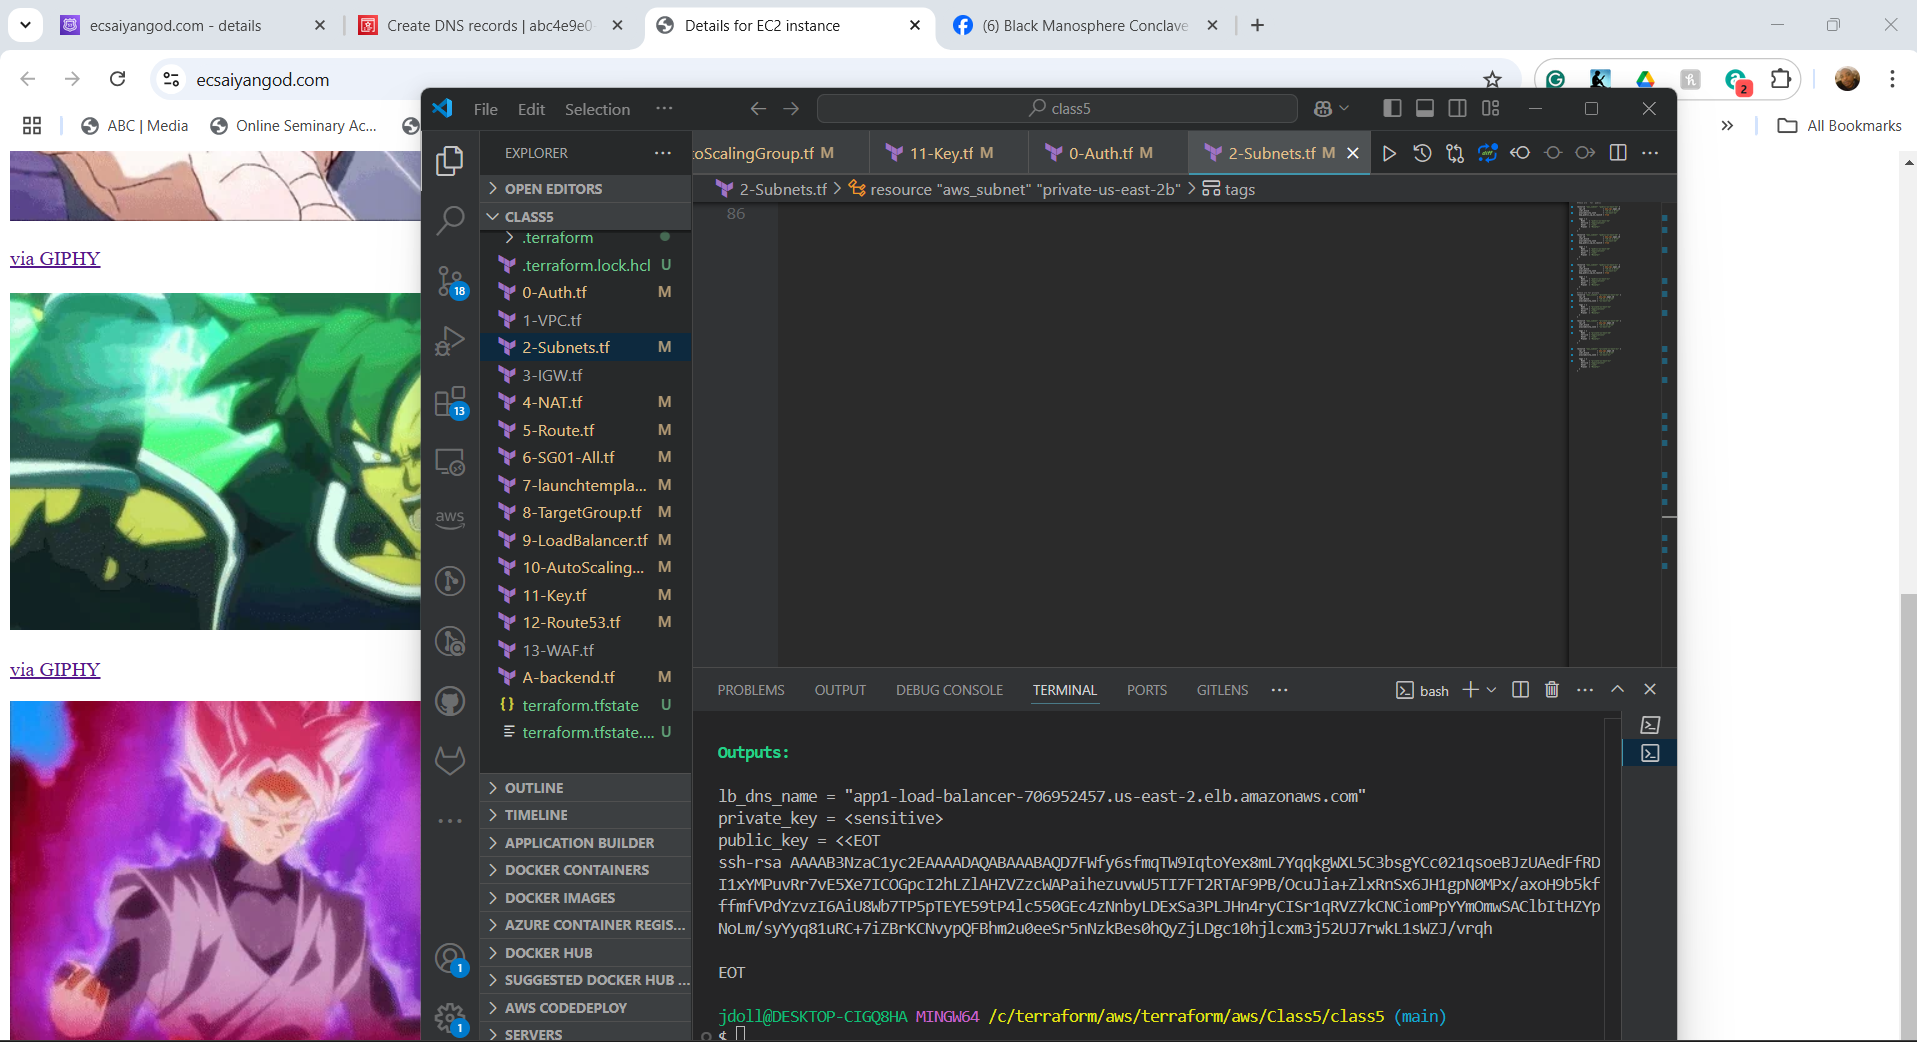 ecsaiyangod.com - details
Create DNS records | abc4e9e0-
Details for EC2 instance
(6) Black Manosphere Conclave
ecsaiyangod.com
2
ABC | Media
Online Seminary Ac...
All Bookmarks
via GIPHY
via GIPHY
File
Edit
Selection
class5
EXPLORER
OPEN EDITORS
CLASS5
.terraform
.terraform.lock.hcl U
0-Auth.tf M
1-VPC.tf
2-Subnets.tf M
3-IGW.tf
4-NAT.tf M
5-Route.tf M
6-SG01-All.tf M
7-launchtempla... M
8-TargetGroup.tf M
9-LoadBalancer.tf M
10-AutoScaling... M
11-Key.tf M
12-Route53.tf M
13-WAF.tf
A-backend.tf M
{} terraform.tfstate U
terraform.tfstate.... U
18
13
aws
1
1
OUTLINE
TIMELINE
APPLICATION BUILDER
DOCKER CONTAINERS
DOCKER IMAGES
AZURE CONTAINER REGIS...
DOCKER HUB
SUGGESTED DOCKER HUB ...
AWS CODEDEPLOY
SERVERS
oScalingGroup.tf M
11-Key.tf M
0-Auth.tf M
2-Subnets.tf M
2-Subnets.tf > resource "aws_subnet" "private-us-east-2b" > tags
86
PROBLEMS
OUTPUT
DEBUG CONSOLE
TERMINAL
PORTS
GITLENS
bash
Outputs:
lb_dns_name = "app1-load-balancer-706952457.us-east-2.elb.amazonaws.com"
private_key = <sensitive>
public_key = <<EOT
ssh-rsa AAAAB3NzaC1yc2EAAAADAQABAAABAQD7FWfy6sfmqTW9IqtoYex8mL7YqqkgWXL5C3bsgYCc021qsoeBJzUAedFfRD
I1xYMPuvRr7vE5Xe7ICOGpcI2hLZlAHZVZzcWAPaihezuvwU5TI7FT2RTAF9PB/OcuJia+ZlxRnSx6JH1gpN0MPx/axoH9b5kf
ffmfVPdYzvzI6AiU8Wb7TP5pTEYE59tP4lc550GEc4zNnbyLDExSa3PLJHn4ryCISr1qRVZ7kCNCiomPpYYmOmwSAClbItHZYp
NoLm/syYyq81uRC+7iZBrKCNvypQFBhm2u0eeSr5nNzkBes0hQyZjLDgc10hjlcxm3j52UJ7rwkL1sWZJ/vrqh
EOT
jdoll@DESKTOP-CIGQ8HA MINGW64 /c/terraform/aws/terraform/aws/Class5/class5 (main)
$